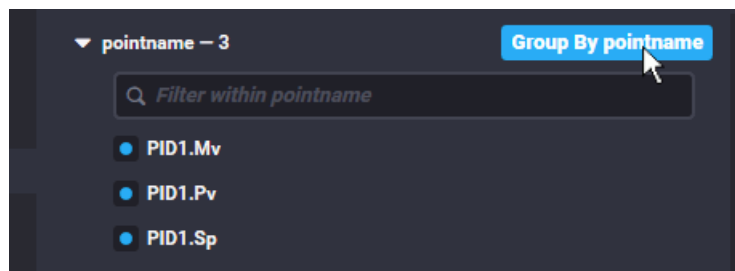 pointname — 3
Group By pointname
Filter within pointname
PID1.Mv
PID1.Pv
PID1.Sp